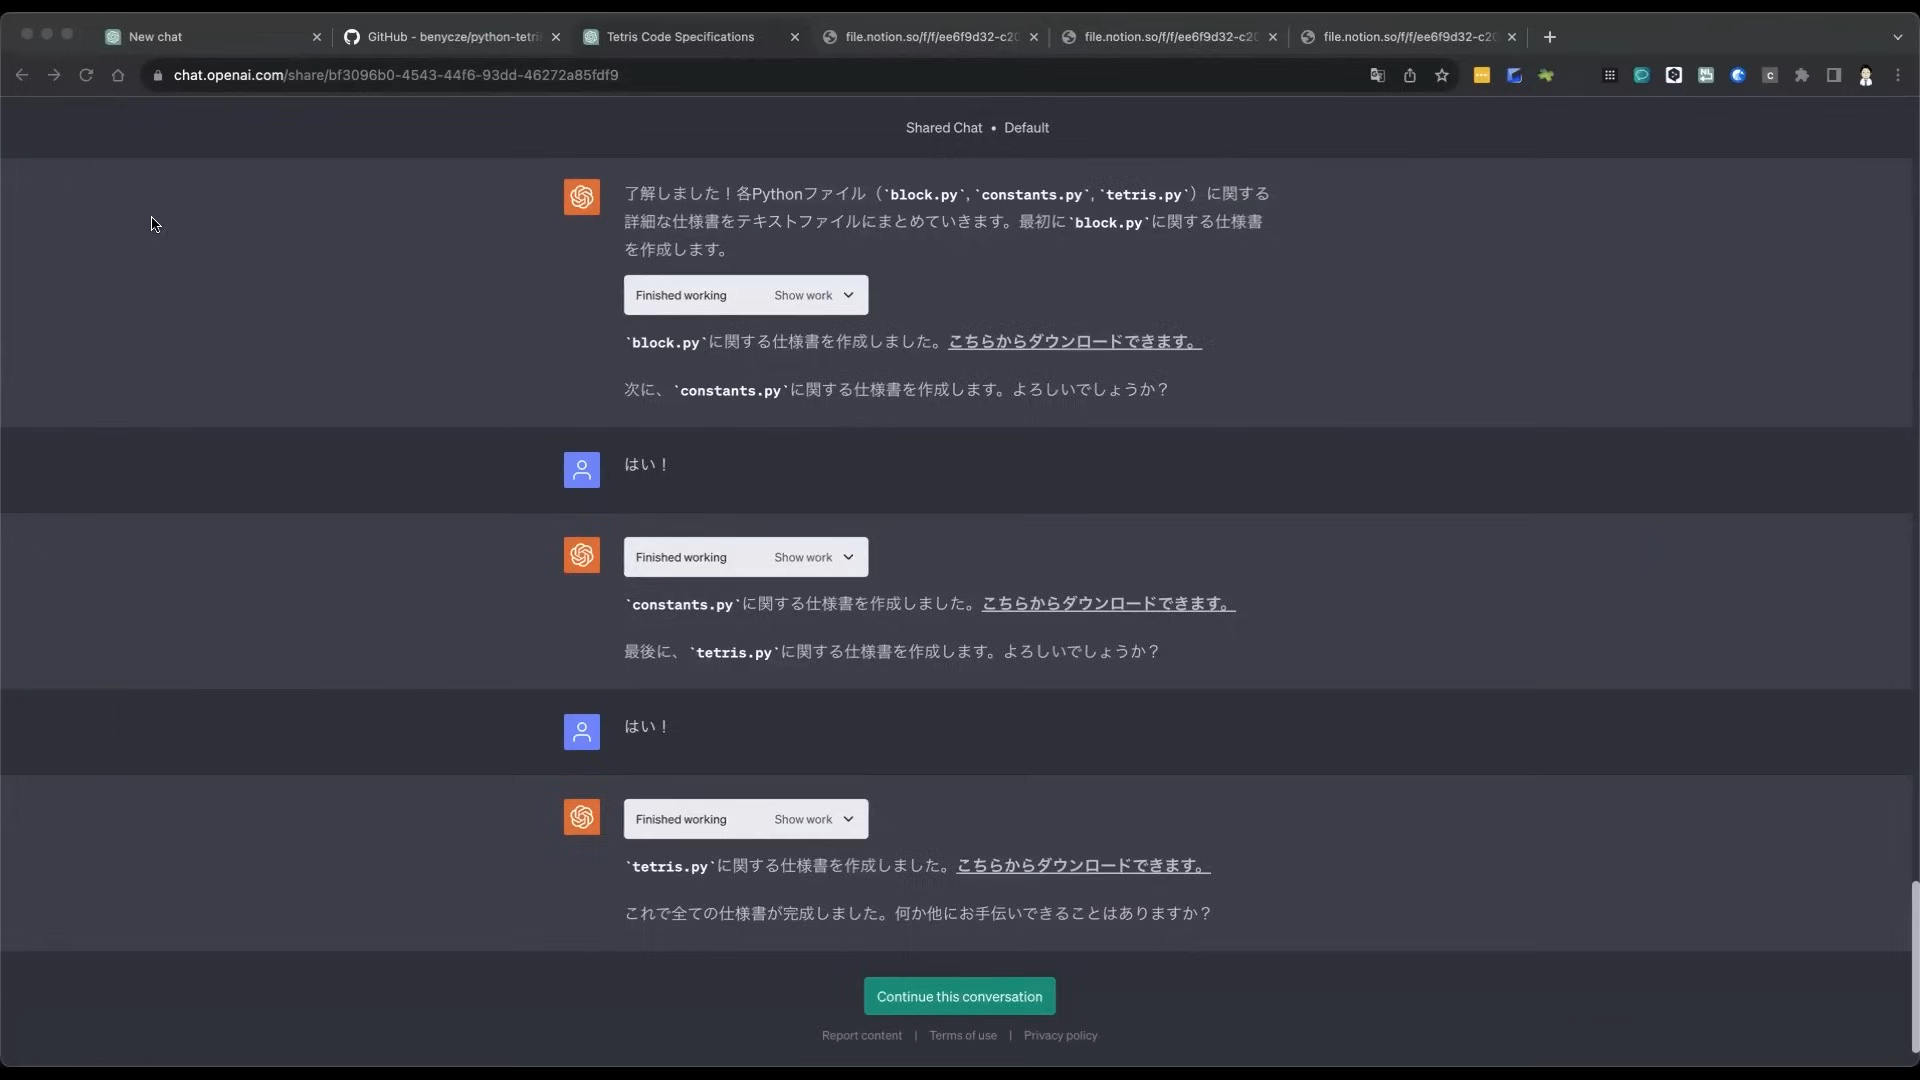 New chat
GitHub - benycze/python-tetri
Tetris Code Specifications
file.notion.so/f/f/ee6f9d32-c20
file.notion.so/f/f/ee6f9d32-c20
file.notion.so/f/f/ee6f9d32-c20
chat.openai.com/share/bf3096b0-4543-44f6-93dd-46272a85fdf9
Shared Chat • Default
了解しました！各Pythonファイル（`block.py`, `constants.py`, `tetris.py`）に関する
詳細な仕様書をテキストファイルにまとめていきます。最初に`block.py`に関する仕様書
を作成します。
Finished working Show work
`block.py`に関する仕様書を作成しました。こちらからダウンロードできます。
次に、`constants.py`に関する仕様書を作成します。よろしいでしょうか？
はい！
Finished working Show work
`constants.py`に関する仕様書を作成しました。こちらからダウンロードできます。
最後に、`tetris.py`に関する仕様書を作成します。よろしいでしょうか？
はい！
Finished working Show work
`tetris.py`に関する仕様書を作成しました。こちらからダウンロードできます。
これで全ての仕様書が完成しました。何か他にお手伝いできることはありますか？
Continue this conversation
Report content | Terms of use | Privacy policy